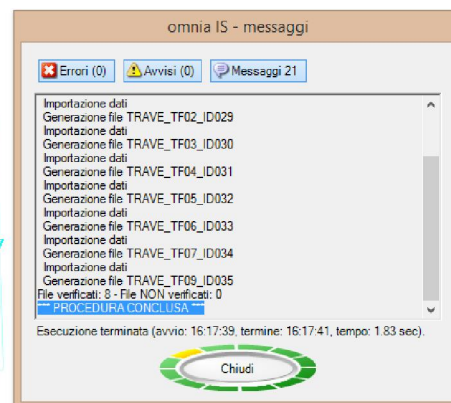 omnia IS - messaggi
Errori (0) Avvisi (0) Messaggi 21
Importazione dati
Generazione file TRAVE_TF02_ID029
Importazione dati
Generazione file TRAVE_TF03_ID030
Importazione dati
Generazione file TRAVE_TF04_ID031
Importazione dati
Generazione file TRAVE_TF05_ID032
Importazione dati
Generazione file TRAVE_TF06_ID033
Importazione dati
Generazione file TRAVE_TF07_ID034
Importazione dati
Generazione file TRAVE_TF09_ID035
File verificati: 8 - File NON verificati: 0
*** PROCEDURA CONCLUSA ***
Esecuzione terminata (avvio: 16:17:39, termine: 16:17:41, tempo: 1.83 sec).
Chiudi